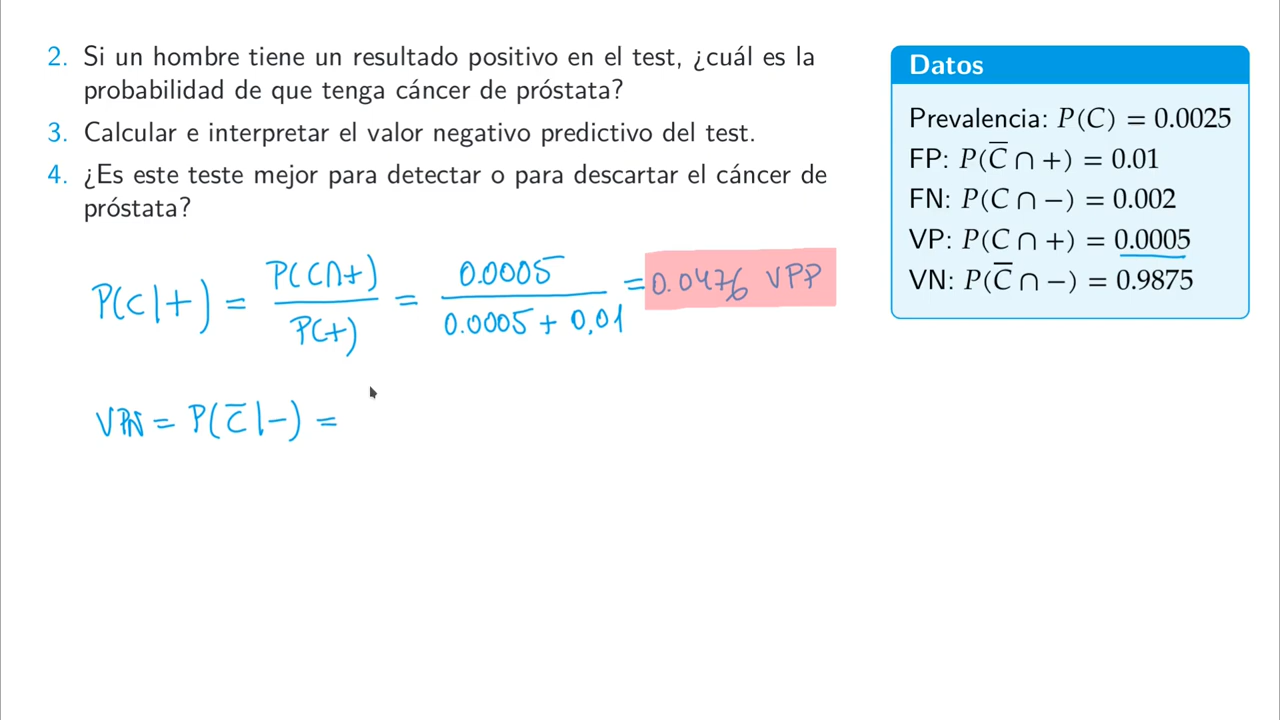 2. Si un hombre tiene un resultado positivo en el test, ¿cuál es la
probabilidad de que tenga cáncer de próstata?
3. Calcular e interpretar el valor negativo predictivo del test.
4. ¿Es este teste mejor para detectar o para descartar el cáncer de
próstata?
Datos
Prevalencia: P(C) = 0.0025
FP: P(C̅ ∩ +) = 0.01
FN: P(C ∩ −) = 0.002
VP: P(C ∩ +) = 0.0005
VN: P(C̅ ∩ −) = 0.9875
P(C|+) = P(C∩+) / P(+) = 0.0005 / 0.0005 + 0,01 = 0.0476 VPP
VPN = P(C̅|−) =